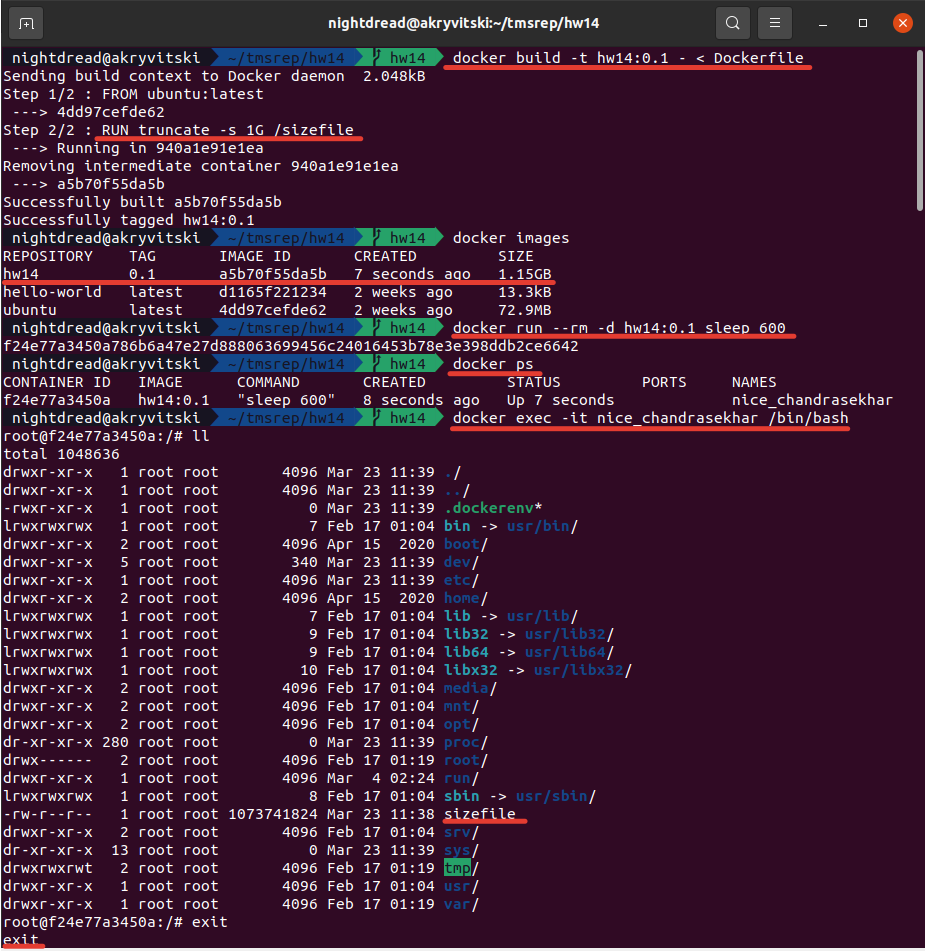 nightdread@akryvitski:~/tmsrep/hw14
nightdread@akryvitski ~/tmsrep/hw14 hw14 docker build -t hw14:0.1 - < Dockerfile
Sending build context to Docker daemon  2.048kB
Step 1/2 : FROM ubuntu:latest
 ---> 4dd97cefde62
Step 2/2 : RUN truncate -s 1G /sizefile
 ---> Running in 940a1e91e1ea
Removing intermediate container 940a1e91e1ea
 ---> a5b70f55da5b
Successfully built a5b70f55da5b
Successfully tagged hw14:0.1
nightdread@akryvitski ~/tmsrep/hw14 hw14 docker images
REPOSITORY    TAG       IMAGE ID       CREATED         SIZE
hw14          0.1       a5b70f55da5b   7 seconds ago   1.15GB
hello-world   latest    d1165f221234   2 weeks ago     13.3kB
ubuntu        latest    4dd97cefde62   2 weeks ago     72.9MB
nightdread@akryvitski ~/tmsrep/hw14 hw14 docker run --rm -d hw14:0.1 sleep 600
f24e77a3450a786b6a47e27d888063699456c24016453b78e3e398ddb2ce6642
nightdread@akryvitski ~/tmsrep/hw14 hw14 docker ps
CONTAINER ID   IMAGE      COMMAND       CREATED         STATUS         PORTS     NAMES
f24e77a3450a   hw14:0.1   "sleep 600"   8 seconds ago   Up 7 seconds             nice_chandrasekhar
nightdread@akryvitski ~/tmsrep/hw14 hw14 docker exec -it nice_chandrasekhar /bin/bash
root@f24e77a3450a:/# ll
total 1048636
drwxr-xr-x   1 root root       4096 Mar 23 11:39 ./
drwxr-xr-x   1 root root       4096 Mar 23 11:39 ../
-rwxr-xr-x   1 root root          0 Mar 23 11:39 .dockerenv*
lrwxrwxrwx   1 root root          7 Feb 17 01:04 bin -> usr/bin/
drwxr-xr-x   2 root root       4096 Apr 15  2020 boot/
drwxr-xr-x   5 root root        340 Mar 23 11:39 dev/
drwxr-xr-x   1 root root       4096 Mar 23 11:39 etc/
drwxr-xr-x   2 root root       4096 Apr 15  2020 home/
lrwxrwxrwx   1 root root          7 Feb 17 01:04 lib -> usr/lib/
lrwxrwxrwx   1 root root          9 Feb 17 01:04 lib32 -> usr/lib32/
lrwxrwxrwx   1 root root          9 Feb 17 01:04 lib64 -> usr/lib64/
lrwxrwxrwx   1 root root         10 Feb 17 01:04 libx32 -> usr/libx32/
drwxr-xr-x   2 root root       4096 Feb 17 01:04 media/
drwxr-xr-x   2 root root       4096 Feb 17 01:04 mnt/
drwxr-xr-x   2 root root       4096 Feb 17 01:04 opt/
dr-xr-xr-x 280 root root          0 Mar 23 11:39 proc/
drwx------   2 root root       4096 Feb 17 01:19 root/
drwxr-xr-x   1 root root       4096 Mar  4 02:24 run/
lrwxrwxrwx   1 root root          8 Feb 17 01:04 sbin -> usr/sbin/
-rw-r--r--   1 root root 1073741824 Mar 23 11:38 sizefile
drwxr-xr-x   2 root root       4096 Feb 17 01:04 srv/
dr-xr-xr-x  13 root root          0 Mar 23 11:39 sys/
drwxrwxrwt   2 root root       4096 Feb 17 01:19 tmp/
drwxr-xr-x   1 root root       4096 Feb 17 01:04 usr/
drwxr-xr-x   1 root root       4096 Feb 17 01:19 var/
root@f24e77a3450a:/# exit
exit